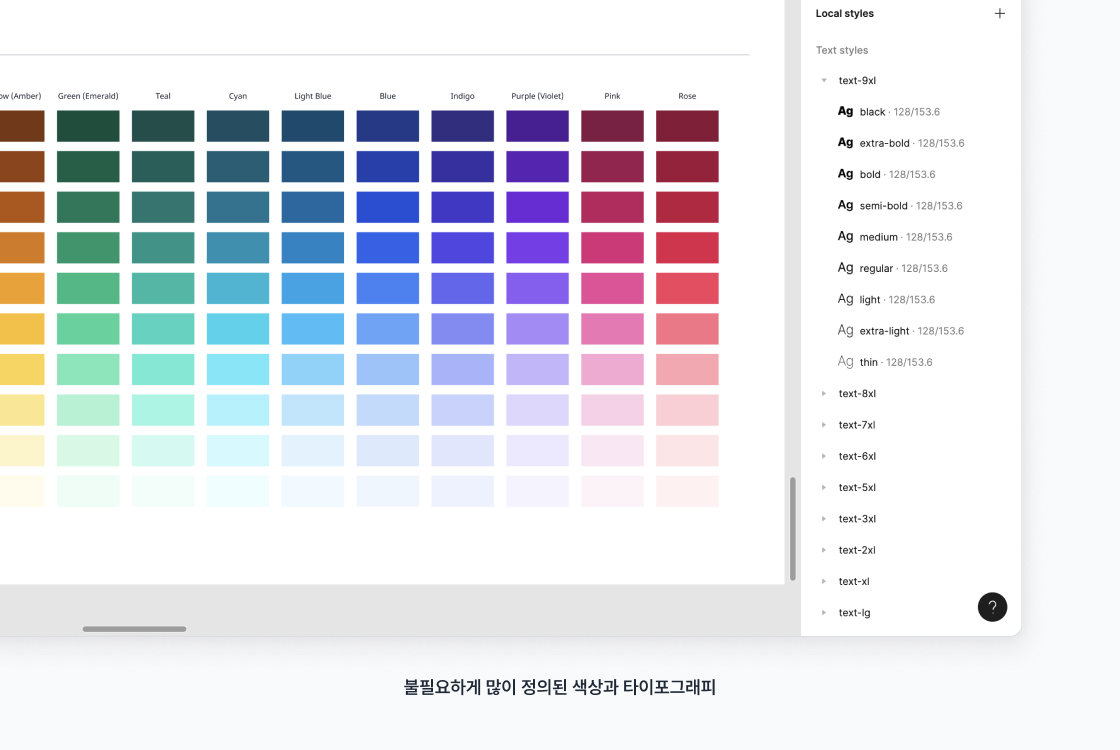 Local styles
Text styles
text-9xl
ow (Amber) Green (Emerald) Teal Cyan Light Blue Blue Indigo Purple (Violet) Pink Rose
Ag black · 128/153.6
Ag extra-bold · 128/153.6
Ag bold · 128/153.6
Ag semi-bold · 128/153.6
Ag medium · 128/153.6
Ag regular · 128/153.6
Ag light · 128/153.6
Ag extra-light · 128/153.6
Ag thin · 128/153.6
text-8xl
text-7xl
text-6xl
text-5xl
text-3xl
text-2xl
text-xl
text-lg
?
불필요하게 많이 정의된 색상과 타이포그래피